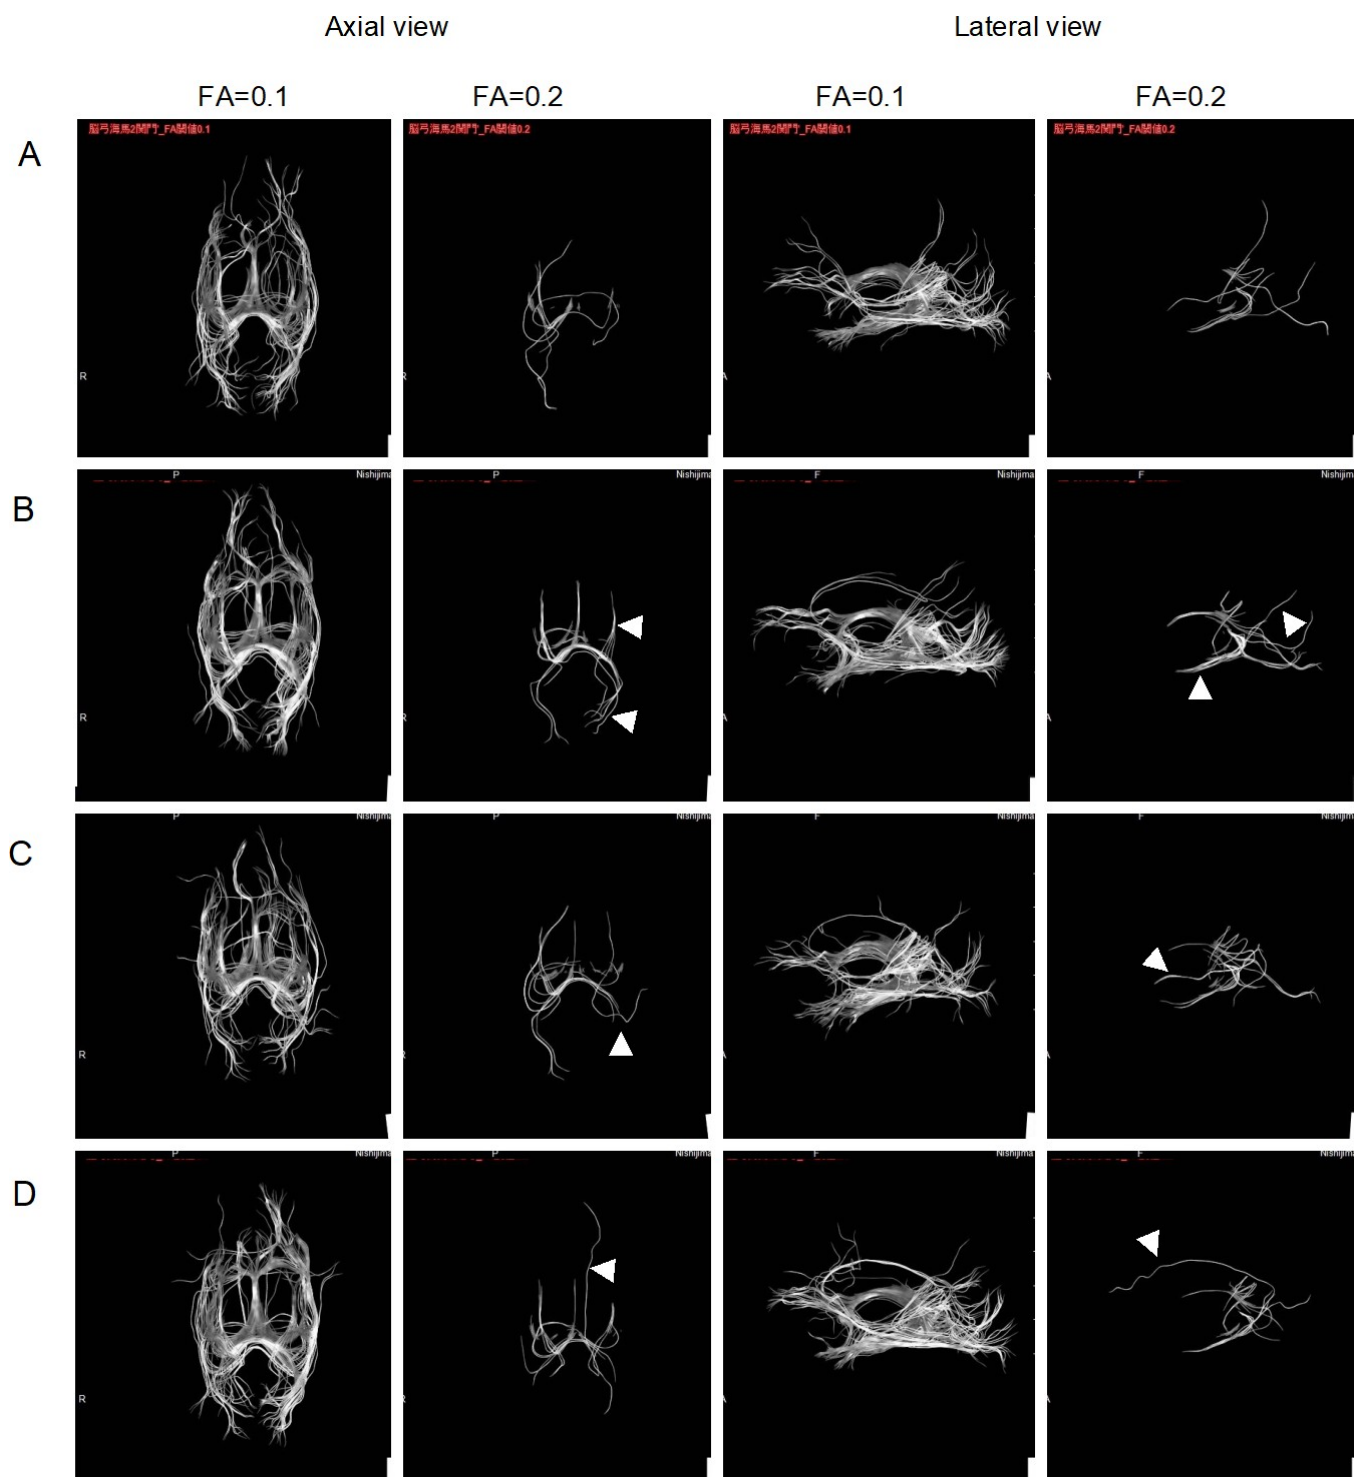 Axial view Lateral view
FA=0.1 FA=0.2 FA=0.1 FA=0.2
A
脳弓海馬2関門_FA閾値0.1 脳弓海馬2関門_FA閾値0.2 脳弓海馬2関門_FA閾値0.1 脳弓海馬2関門_FA閾値0.2
R R A A
B
P Nishijima P Nishijima F Nishijima F Nishijima
R R A A
C
P Nishijima P Nishijima F Nishijima F Nishijima
R R A A
D
P Nishijima P Nishijima F Nishijima F Nishijima
R R A A